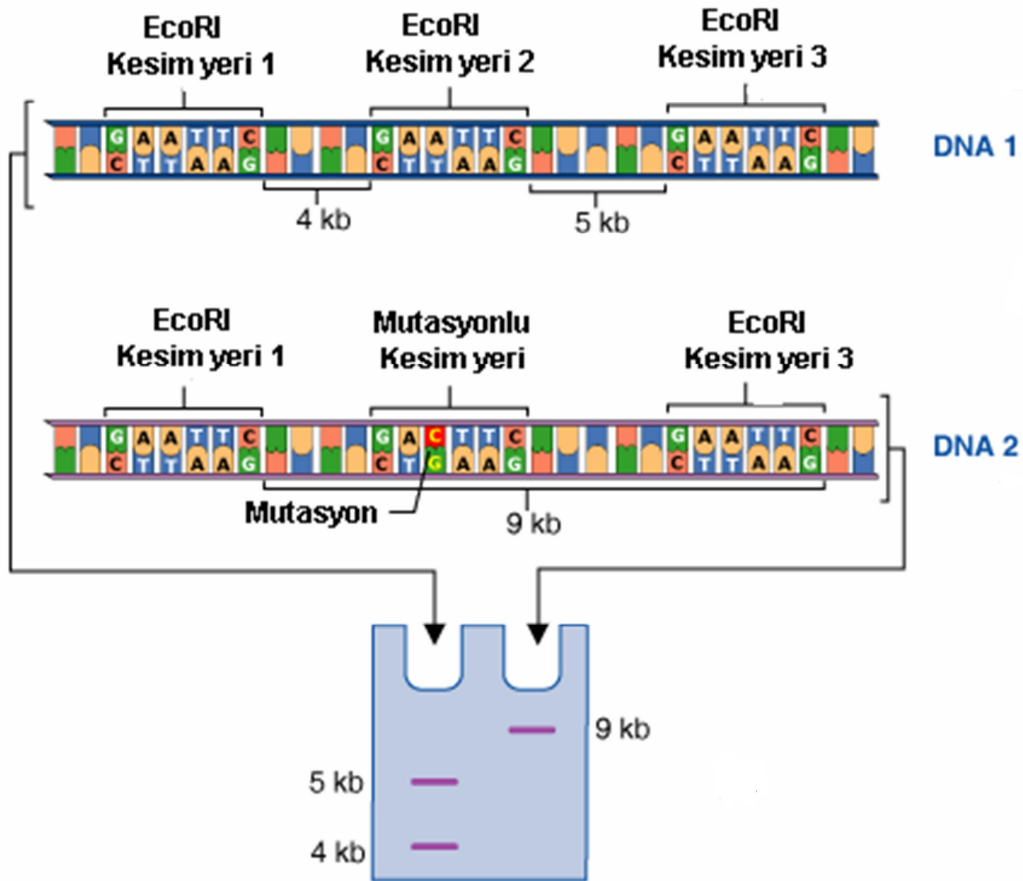 EcoRI
Kesim yeri 1
EcoRI
Kesim yeri 2
EcoRI
Kesim yeri 3
DNA 1
G A A T T C
C T T A A G
G A A T T C
C T T A A G
G A A T T C
C T T A A G
4 kb
5 kb
EcoRI
Kesim yeri 1
Mutasyonlu
Kesim yeri
EcoRI
Kesim yeri 3
DNA 2
G A A T T C
C T T A A G
G A C T T C
C T G A A G
G A A T T C
C T T A A G
Mutasyon
9 kb
9 kb
5 kb
4 kb